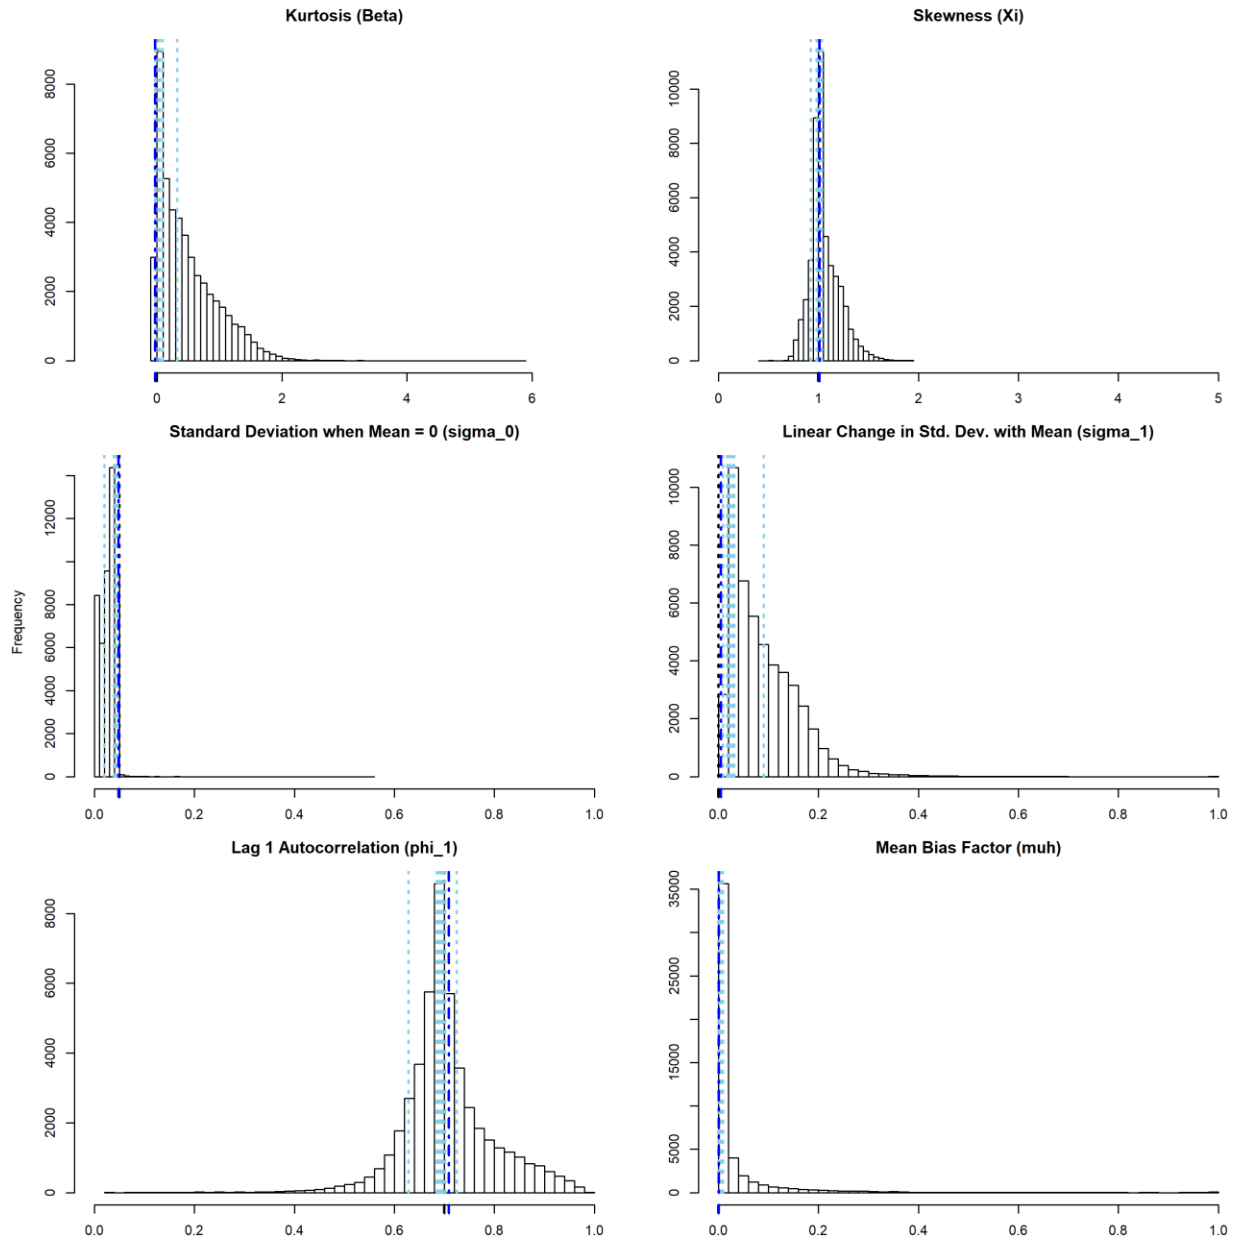 Kurtosis (Beta)
8000
6000
4000
2000
0
0 2 4 6
Skewness (Xi)
10000
8000
6000
4000
2000
0
0 1 2 3 4 5
Standard Deviation when Mean = 0 (sigma_0)
Frequency
12000
8000
6000
4000
2000
0
0.0 0.2 0.4 0.6 0.8 1.0
Linear Change in Std. Dev. with Mean (sigma_1)
10000
8000
6000
4000
2000
0
0.0 0.2 0.4 0.6 0.8 1.0
Lag 1 Autocorrelation (phi_1)
8000
6000
4000
2000
0
0.0 0.2 0.4 0.6 0.8 1.0
Mean Bias Factor (muh)
35000
25000
15000
5000
0
0.0 0.2 0.4 0.6 0.8 1.0